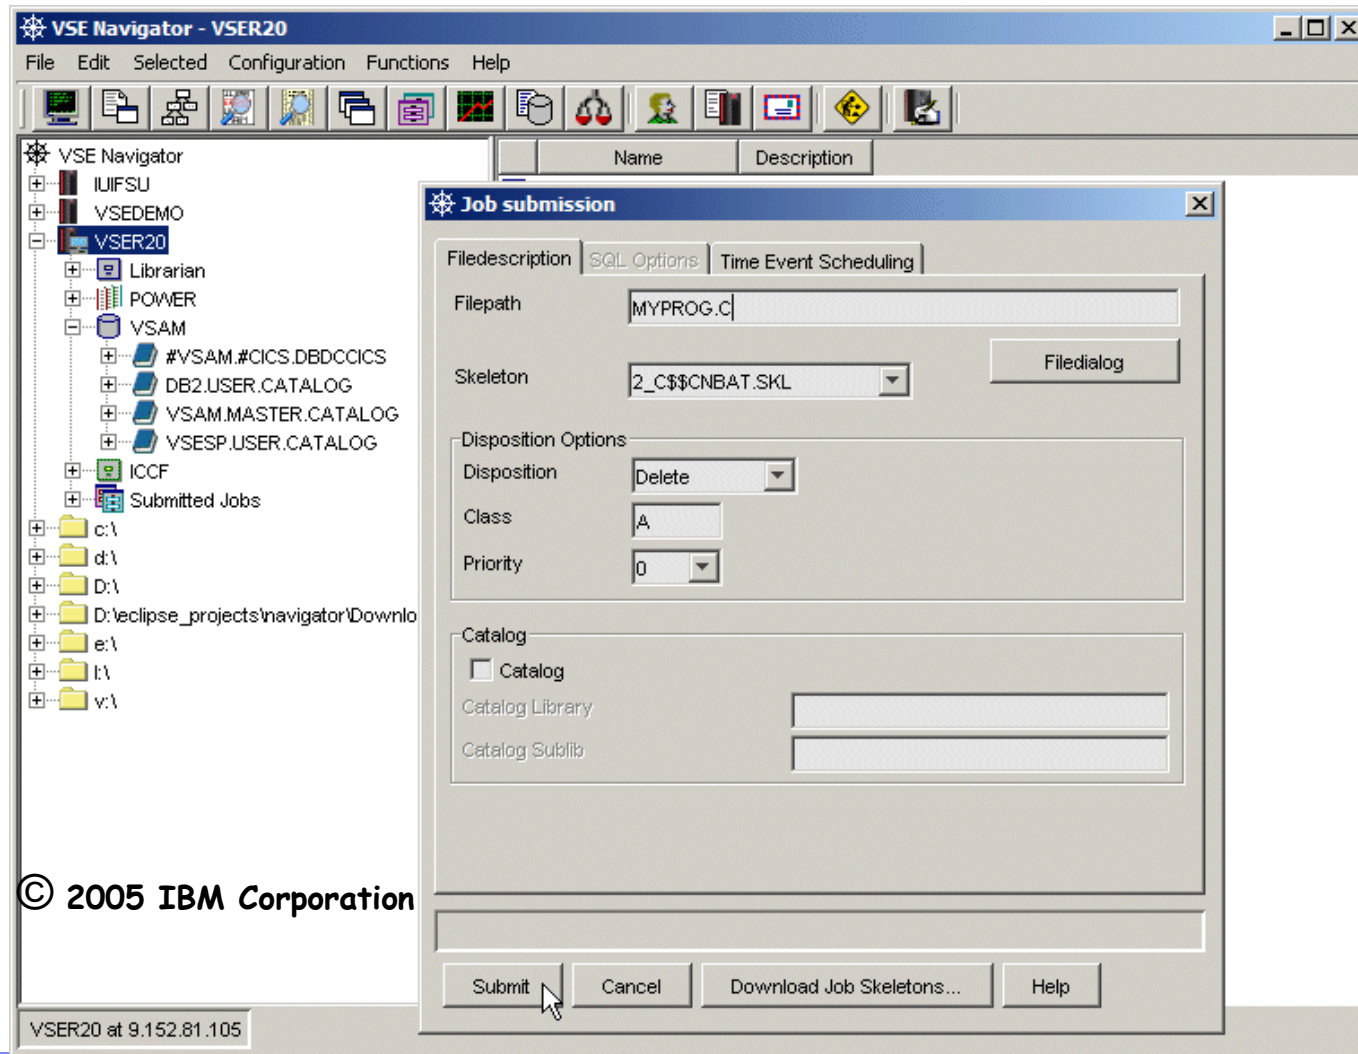 VSE Navigator - VSER20
File Edit Selected Configuration Functions Help
VSE Navigator
IUIFSU
VSEDEMO
VSER20
Librarian
POWER
VSAM
#VSAM.#CICS.DBDCCICS
DB2.USER.CATALOG
VSAM.MASTER.CATALOG
VSESP.USER.CATALOG
ICCF
Submitted Jobs
c:\
d:\
D:\
D:\eclipse_projects\navigator\Downlo
e:\
l:\
v:\
© 2005 IBM Corporation
Name Description
Job submission
Filedescription SQL Options Time Event Scheduling
Filepath MYPROG.C
Filedialog
Skeleton 2_C$$CNBAT.SKL
Disposition Options
Disposition Delete
Class A
Priority 0
Catalog
Catalog
Catalog Library
Catalog Sublib
Submit Cancel Download Job Skeletons... Help
VSER20 at 9.152.81.105